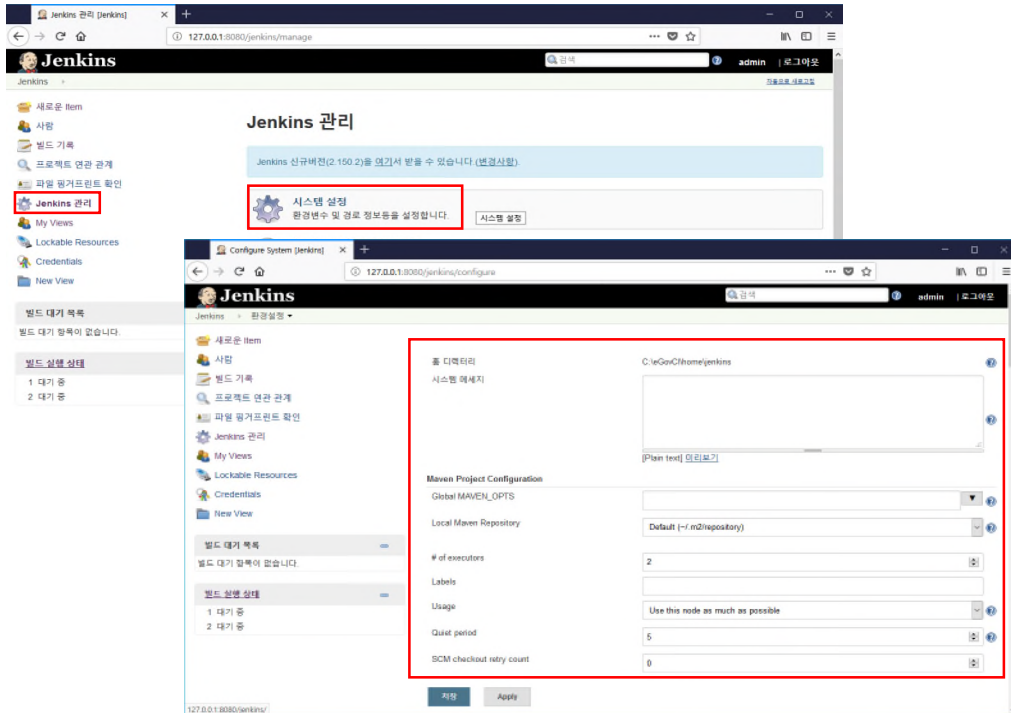 Jenkins 관리 [Jenkins]
127.0.0.1:8080/jenkins/manage
Jenkins
검색
admin | 로그아웃
Jenkins
자동으로 새로고침
새로운 Item
사람
빌드 기록
프로젝트 연관 관계
파일 핑거프린트 확인
Jenkins 관리
My Views
Lockable Resources
Credentials
New View
빌드 대기 목록
빌드 대기 항목이 없습니다.
빌드 실행 상태
1 대기 중
2 대기 중
Jenkins 관리
Jenkins 신규버전(2.150.2)을 여기서 받을 수 있습니다.(변경사항).
시스템 설정
환경변수 및 경로 정보등을 설정합니다.
시스템 설정
Configure System [Jenkins]
127.0.0.1:8080/jenkins/configure
Jenkins
검색
admin | 로그아웃
Jenkins
환경설정
새로운 Item
사람
빌드 기록
프로젝트 연관 관계
파일 핑거프린트 확인
Jenkins 관리
My Views
Lockable Resources
Credentials
New View
빌드 대기 목록
빌드 대기 항목이 없습니다.
빌드 실행 상태
1 대기 중
2 대기 중
홈 디렉터리
C:\eGovCI\home\jenkins
시스템 메세지
[Plain text] 미리보기
Maven Project Configuration
Global MAVEN_OPTS
Local Maven Repository
Default (~/.m2/repository)
# of executors
2
Labels
Usage
Use this node as much as possible
Quiet period
5
SCM checkout retry count
0
저장
Apply
127.0.0.1:8080/jenkins/